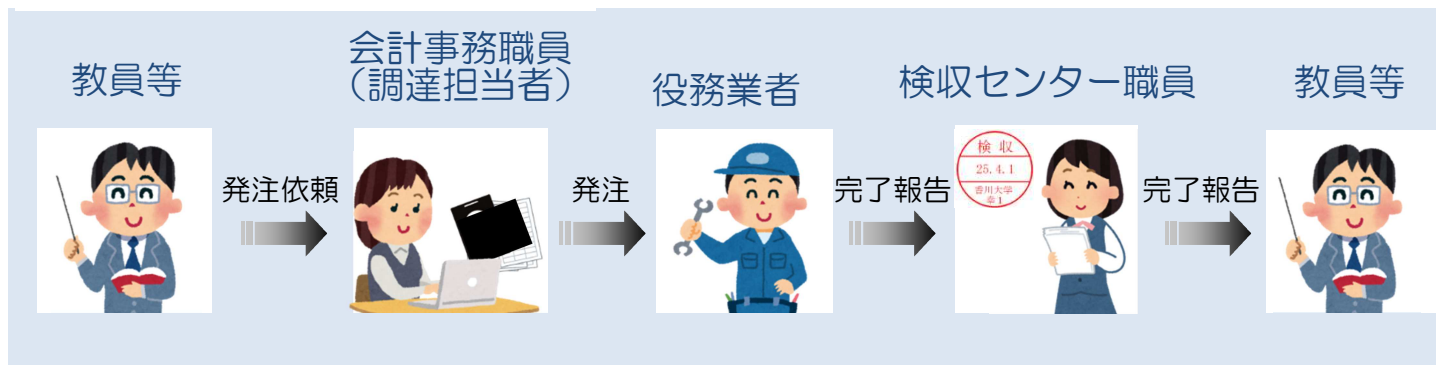 教員等
会計事務職員
（調達担当者）
役務業者
検収センター職員
教員等
発注依頼
発注
完了報告
完了報告
検収
25.4.1
香川大学
幸1